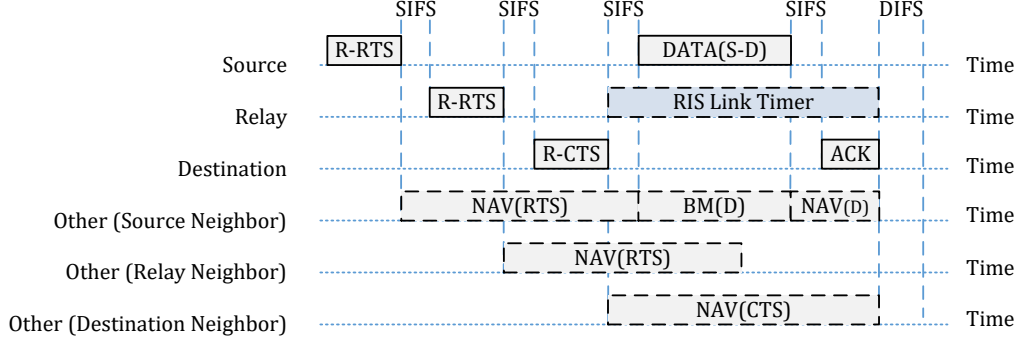 SIFS SIFS SIFS SIFS DIFS
R-RTS DATA(S-D)
Source Time
R-RTS RIS Link Timer
Relay Time
R-CTS ACK
Destination Time
NAV(RTS) BM(D) NAV(D)
Other (Source Neighbor) Time
NAV(RTS)
Other (Relay Neighbor) Time
NAV(CTS)
Other (Destination Neighbor) Time